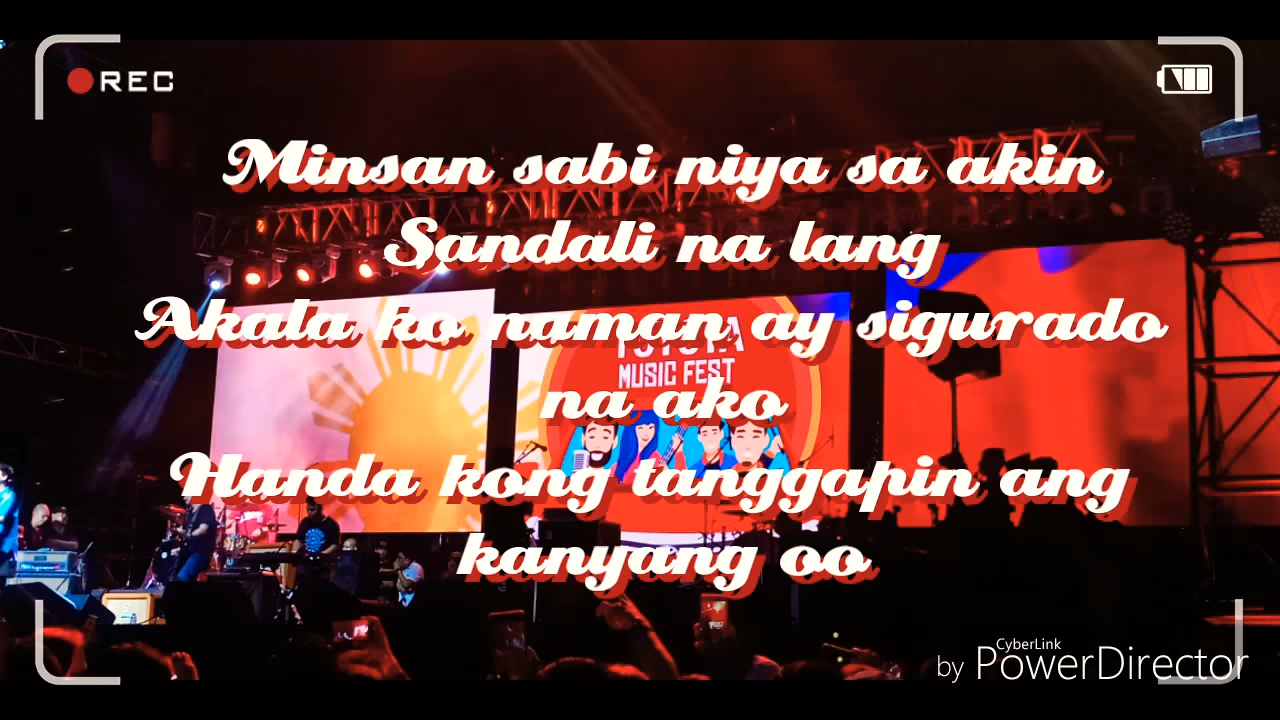 REC
Minsan sabi niya sa akin
Sandali na lang
Akala ko naman ay sigurado
TOYOTA
MUSIC FEST
na ako
Handa kong tanggapin ang
kanyang oo
CyberLink
by PowerDirector